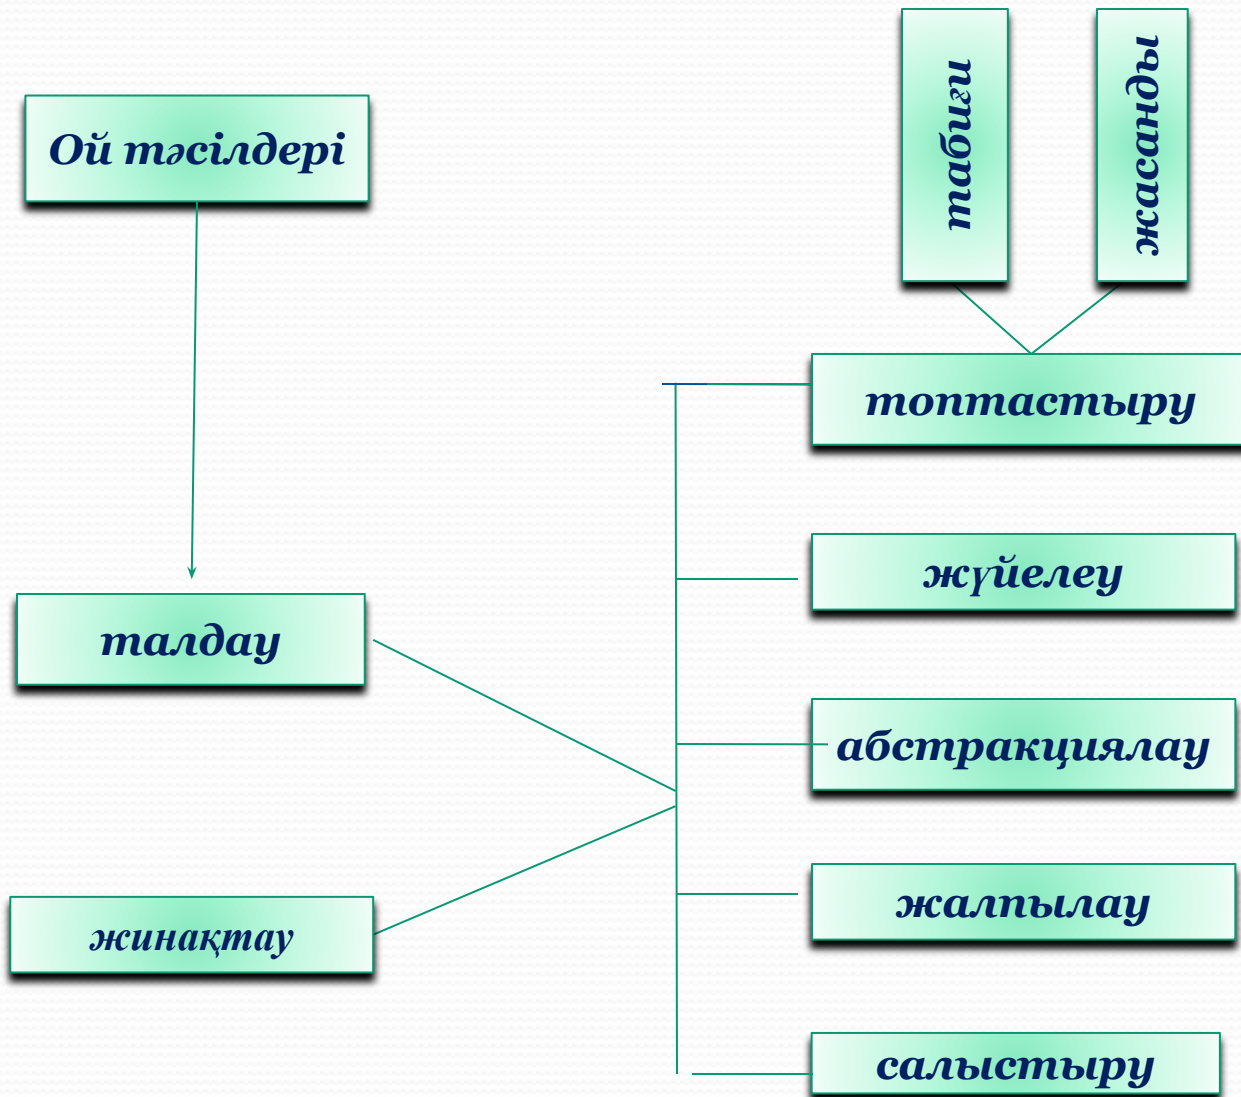 Ой тәсілдері
табиғи
жасанды
топтастыру
жүйелеу
талдау
абстракциялау
жалпылау
жинақтау
салыстыру